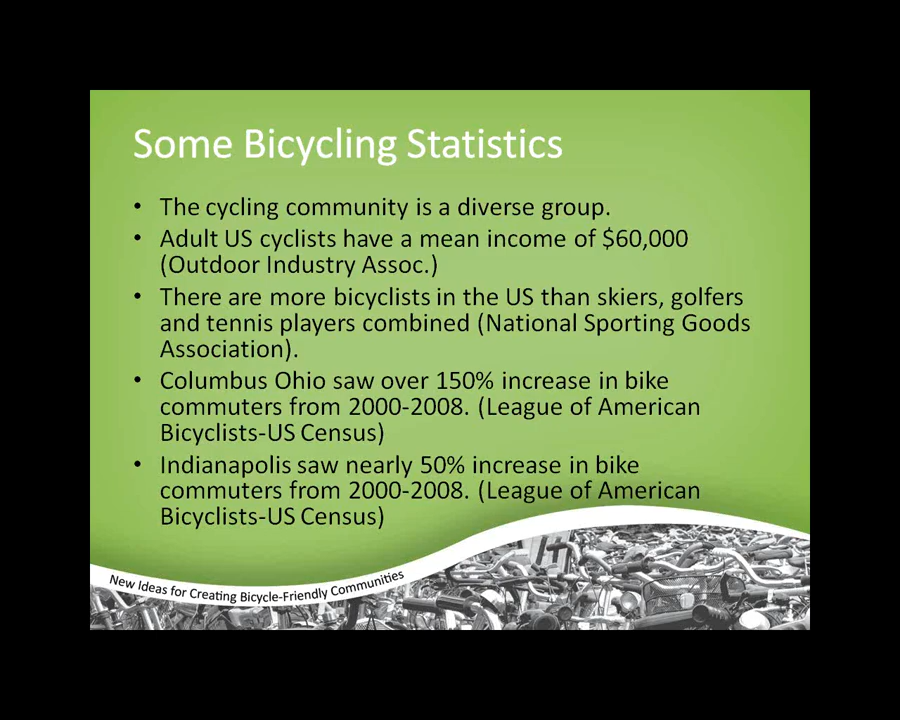 Some Bicycling Statistics
• The cycling community is a diverse group.
• Adult US cyclists have a mean income of $60,000
(Outdoor Industry Assoc.)
• There are more bicyclists in the US than skiers, golfers
and tennis players combined (National Sporting Goods
Association).
• Columbus Ohio saw over 150% increase in bike
commuters from 2000-2008. (League of American
Bicyclists-US Census)
• Indianapolis saw nearly 50% increase in bike
commuters from 2000-2008. (League of American
Bicyclists-US Census)
New Ideas for Creating Bicycle-Friendly Communities